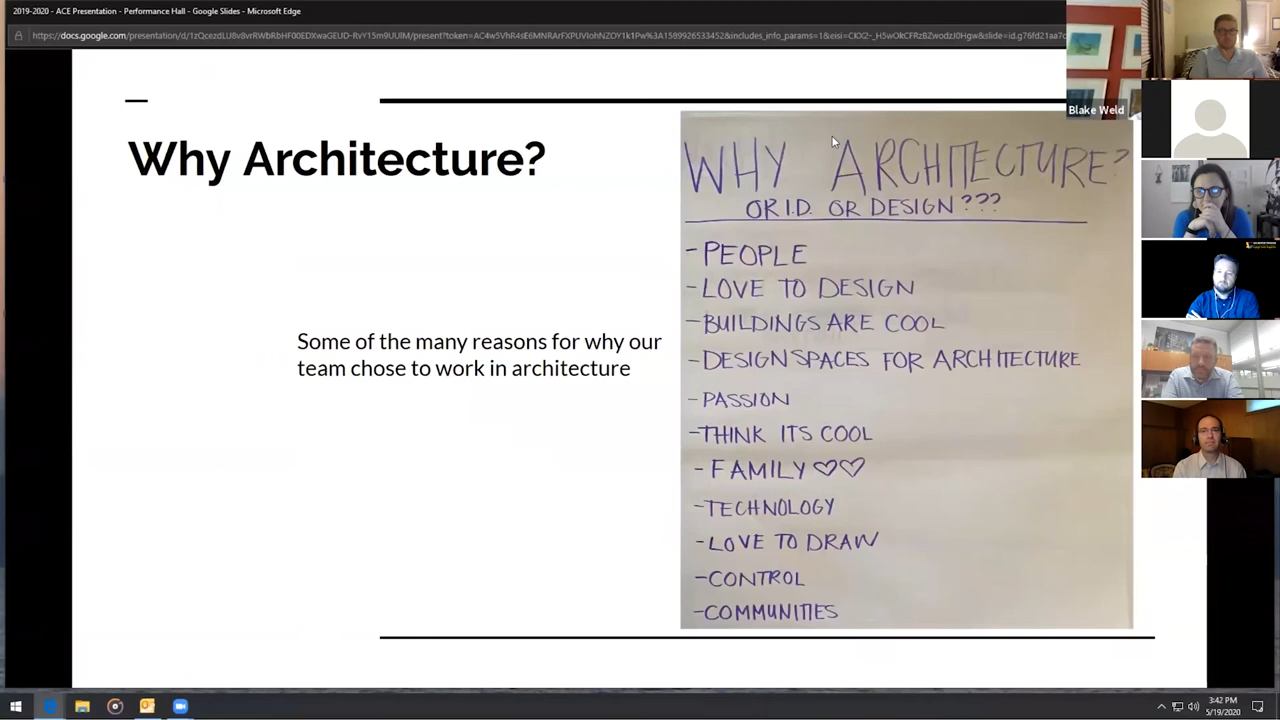 2019-2020 - ACE Presentation - Performance Hall - Google Slides - Microsoft Edge
Blake Weld
Why Architecture?
Some of the many reasons for why our
team chose to work in architecture
WHY ARCHITECTURE?
OR I.D. OR DESIGN???
- PEOPLE
- LOVE TO DESIGN
- BUILDINGS ARE COOL
- DESIGN SPACES FOR ARCHITECTURE
- PASSION
- THINK ITS COOL
- FAMILY ♡♡
- TECHNOLOGY
- LOVE TO DRAW
- CONTROL
- COMMUNITIES
3:42 PM
5/19/2020